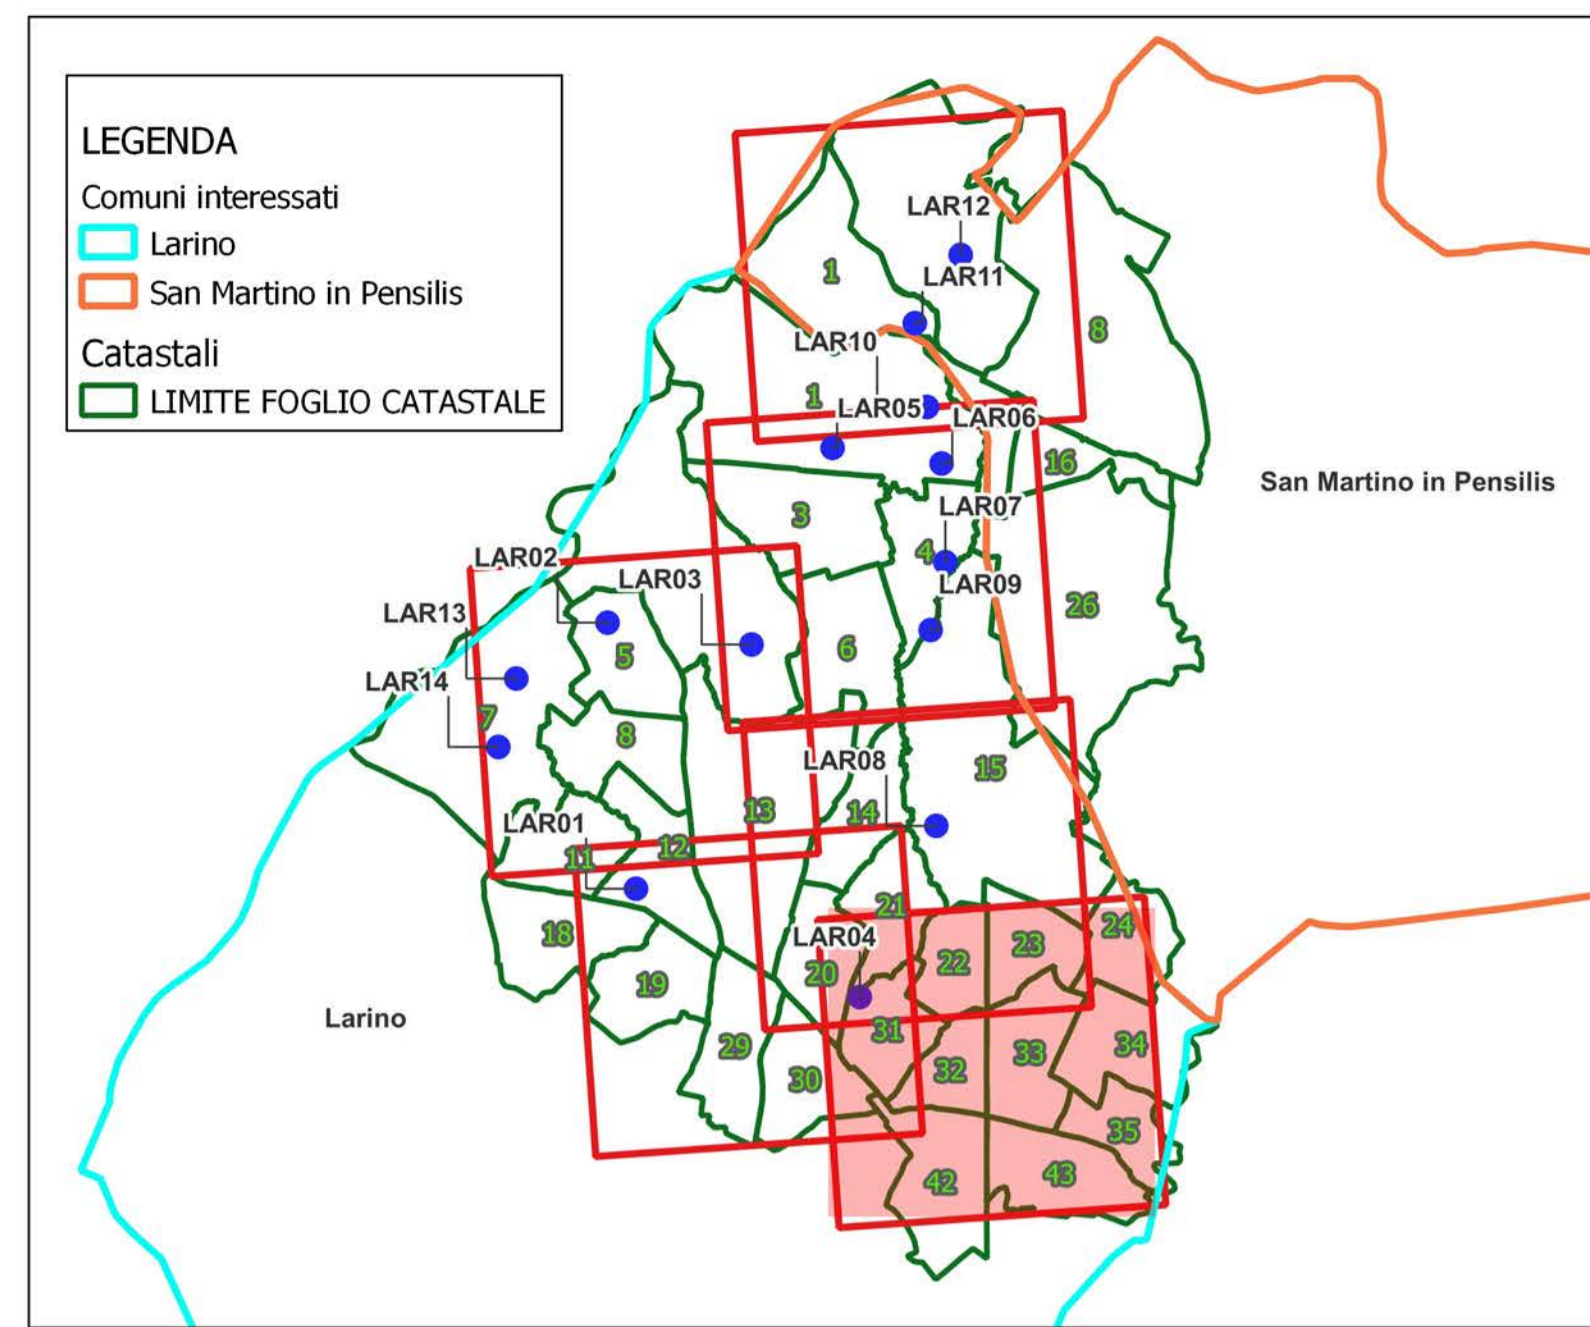 LEGENDA
Comuni interessati
Larino
San Martino in Pensilis
Catastali
LIMITE FOGLIO CATASTALE
LAR12
1
LAR11
8
LAR10
1
LAR05
LAR06
16
San Martino in Pensilis
3
LAR07
4
LAR02
LAR03
LAR09
26
LAR13
5
6
LAR14
7
8
LAR08
15
13
14
LAR01
11
12
21
24
18
LAR04
23
22
20
19
Larino
31
29
33
34
32
30
35
42
43